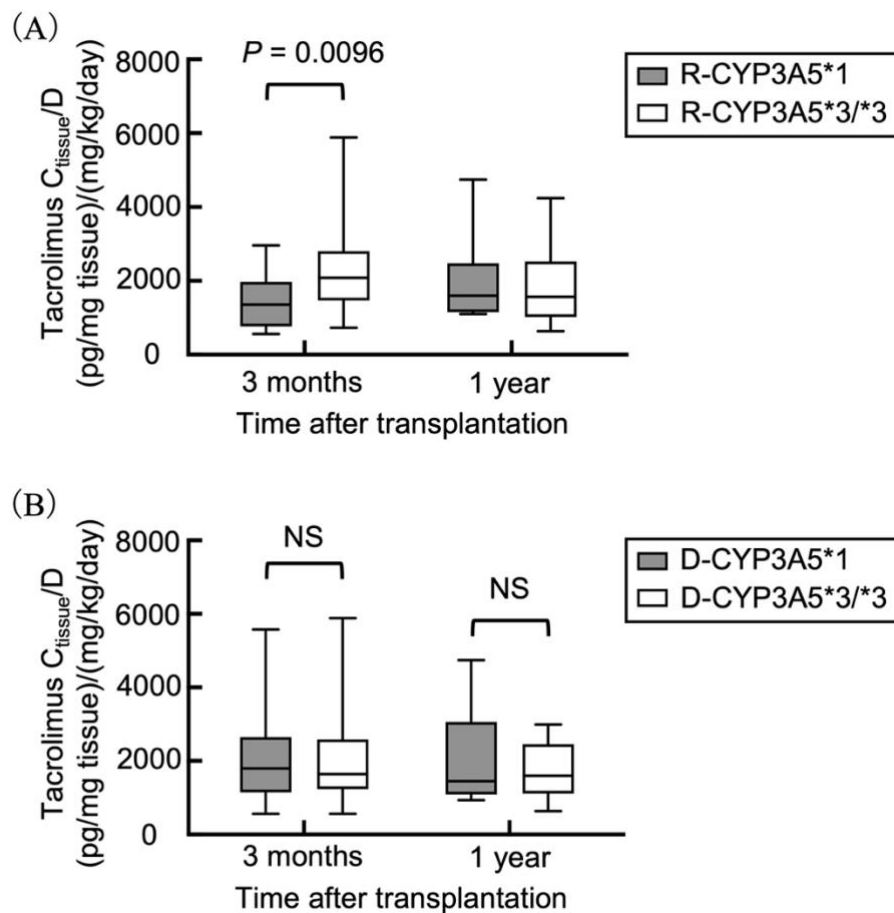 (A)
P = 0.0096
8000
6000
4000
2000
0
Tacrolimus Ctissue/D
(pg/mg tissue)/(mg/kg/day)
3 months
1 year
Time after transplantation
R-CYP3A5*1
R-CYP3A5*3/*3
(B)
NS
NS
8000
6000
4000
2000
0
Tacrolimus Ctissue/D
(pg/mg tissue)/(mg/kg/day)
3 months
1 year
Time after transplantation
D-CYP3A5*1
D-CYP3A5*3/*3